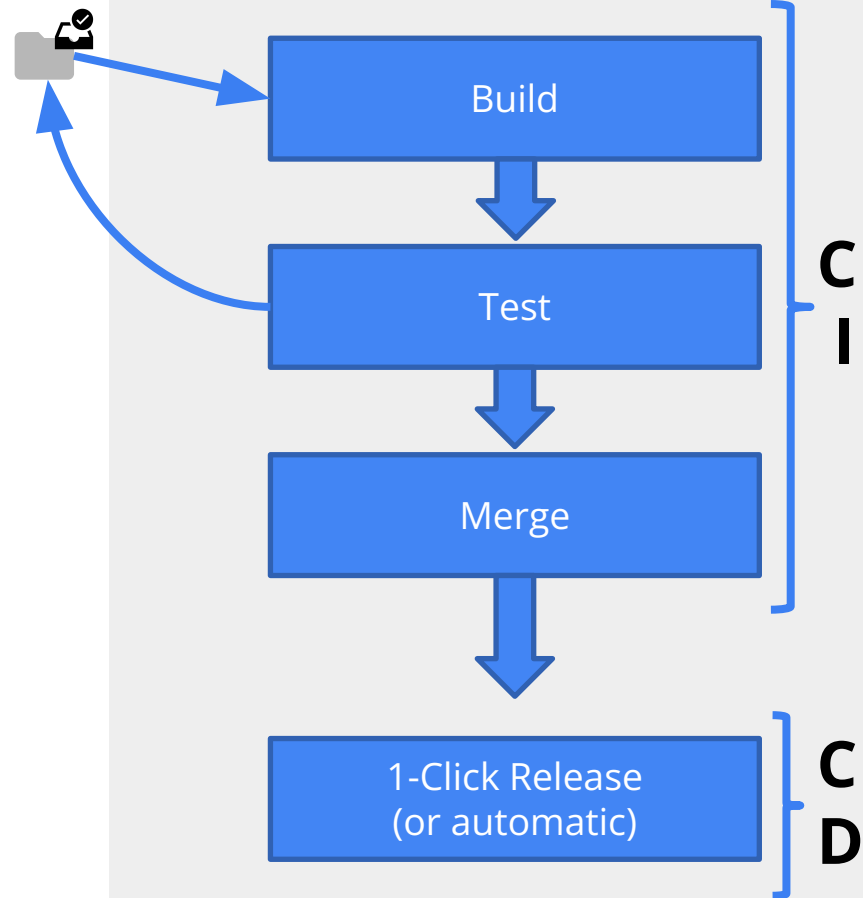 Build
Test
C
I
Merge
1-Click Release
(or automatic)
C
D